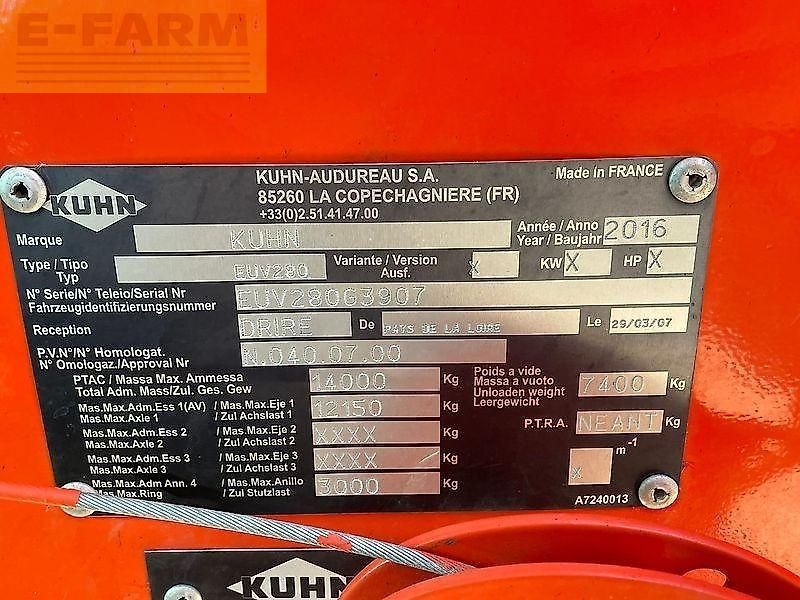 E-FARM
KUHN
KUHN-AUDUREAU S.A.
85260 LA COPECHAGNIERE (FR)
+33(0)2.51.41.47.00
Made in FRANCE
Marque KUHN Année / Anno
Year / Baujahr 2016
Type / Tipo
Typ EUV280 Variante / Version
Ausf. X KW X HP X
N° Serie/N° Teleio/Serial Nr
Fahrzeugidentifizierungsnummer EUV28063907
Reception DRIRE De PAYS DE LA LOIRE Le 29/03/07
P.V.N°/N° Homologat.
N° Omologaz./Approval Nr N.040.07.00
PTAC / Massa Max. Ammessa
Total Adm. Mass/Zul. Ges. Gew 14000 Kg
Poids a vide
Massa a vuoto
Unloaden weight
Leergewicht 7400 Kg
Mas.Max.Adm.Ess 1(AV) / Mas.Max.Eje 1
Mas.Max.Axle 1 / Zul Achslast 1 12150 Kg
P.T.R.A. NEANT Kg
Mas.Max.Adm.Ess 2 / Mas.Max.Eje 2
Mas.Max.Axle 2 / Zul Achslast 2 XXXX Kg
Mas.Max.Adm.Ess 3 / Mas.Max.Eje 3
Mas.Max.Axle 3 / Zul Achslast 3 XXXX Kg
X m-1
Mas.Max.Adm Ann. 4 / Mas.Max.Anillo
Mas.Max.Ring / Zul Stutzlast 3000 Kg
A7240013
KUHN